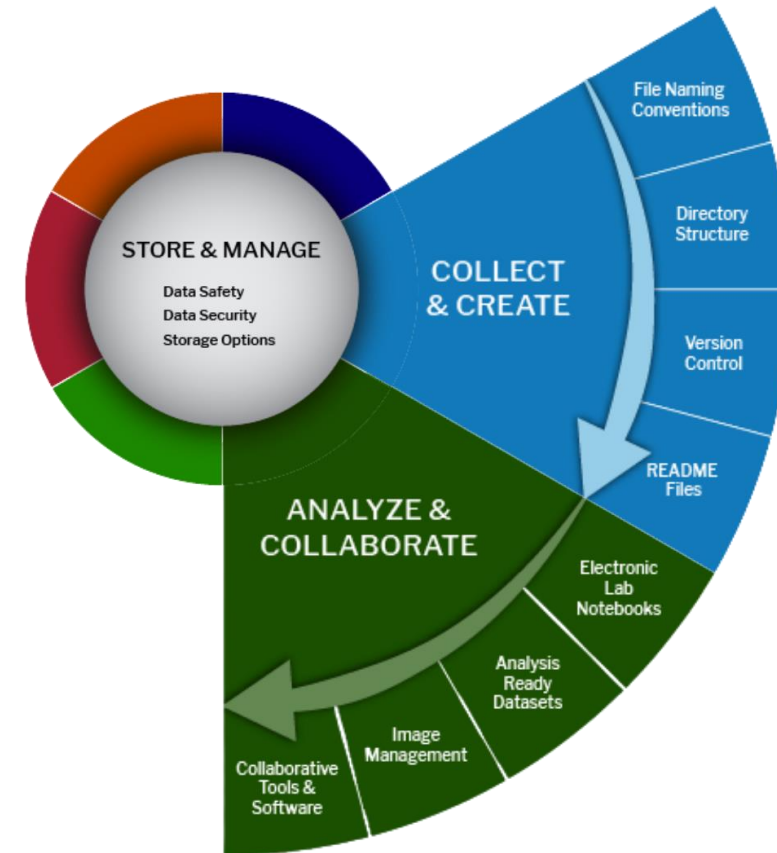 STORE & MANAGE
Data Safety
Data Security
Storage Options
COLLECT
& CREATE
File Naming
Conventions
Directory
Structure
Version
Control
README
Files
ANALYZE &
COLLABORATE
Electronic
Lab
Notebooks
Analysis
Ready
Datasets
Image
Management
Collaborative
Tools &
Software